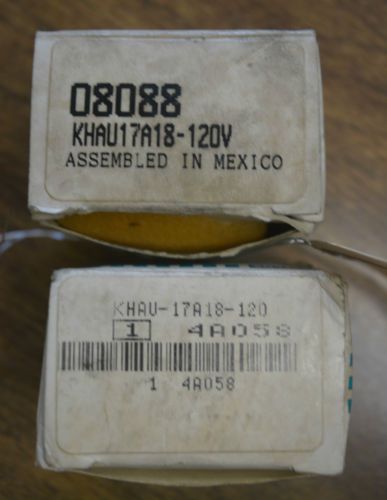 08088
KHAU17A18-120V
ASSEMBLED IN MEXICO
KHAU-17A18-120
1 4A058
1 4A058